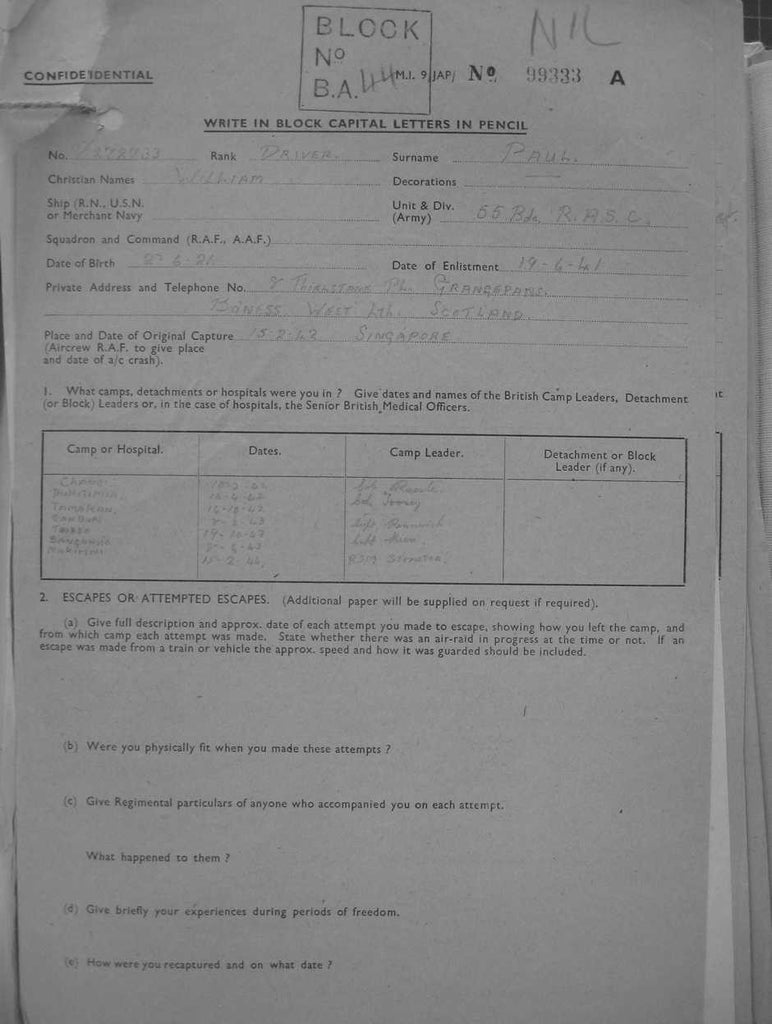 BLOCK
NIL
No
B.A. 44
CONFIDENTIAL
M.I. 9/JAP/ No. 99333 A
WRITE IN BLOCK CAPITAL LETTERS IN PENCIL
No. Rank DRIVER. Surname PAUL.
Christian Names WILLIAM Decorations —
Ship (R.N., U.S.N. Unit & Div. 55 Bde. R.A.S.C.
or Merchant Navy (Army)
Squadron and Command (R.A.F., A.A.F.)
Date of Birth Date of Enlistment 19-6-41
Private Address and Telephone No. 8 PL. GRANGEPANS.
BONESS. WEST Lth. SCOTLAND.
Place and Date of Original Capture 15-2-42 SINGAPORE
(Aircrew R.A.F. to give place
and date of a/c crash).
1. What camps, detachments or hospitals were you in ? Give dates and names of the British Camp Leaders, Detachment
(or Block) Leaders or, in the case of hospitals, the Senior British Medical Officers.
Camp or Hospital. Dates. Camp Leader. Detachment or Block
Leader (if any).
CHANGI
TAMARKAN.
2. ESCAPES OR ATTEMPTED ESCAPES. (Additional paper will be supplied on request if required).
(a) Give full description and approx. date of each attempt you made to escape, showing how you left the camp, and
from which camp each attempt was made. State whether there was an air-raid in progress at the time or not. If an
escape was made from a train or vehicle the approx. speed and how it was guarded should be included.
(b) Were you physically fit when you made these attempts ?
(c) Give Regimental particulars of anyone who accompanied you on each attempt.
What happened to them ?
(d) Give briefly your experiences during periods of freedom.
(e) How were you recaptured and on what date ?